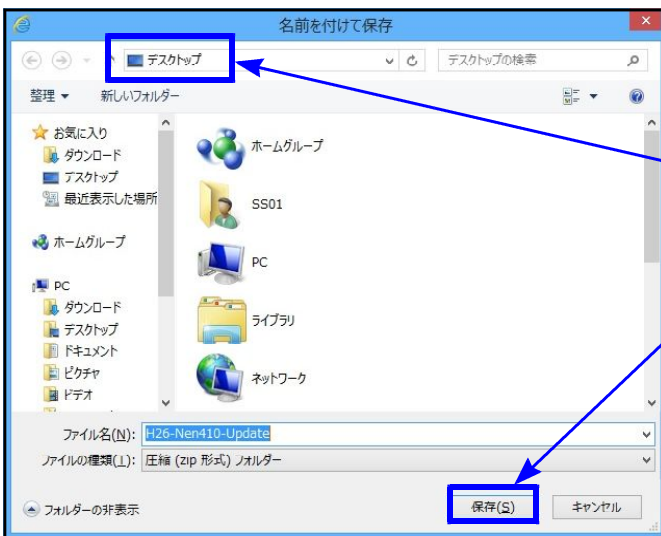 名前を付けて保存
デスクトップ
デスクトップの検索
整理 ▼ 新しいフォルダー
お気に入り
ダウンロード
デスクトップ
最近表示した場所
ホームグループ
PC
ダウンロード
デスクトップ
ドキュメント
ピクチャ
ビデオ
ホームグループ
SS01
PC
ライブラリ
ネットワーク
ファイル名(N): H26-Nen410-Update
ファイルの種類(T): 圧縮 (zip 形式) フォルダー
フォルダーの非表示
保存(S) キャンセル